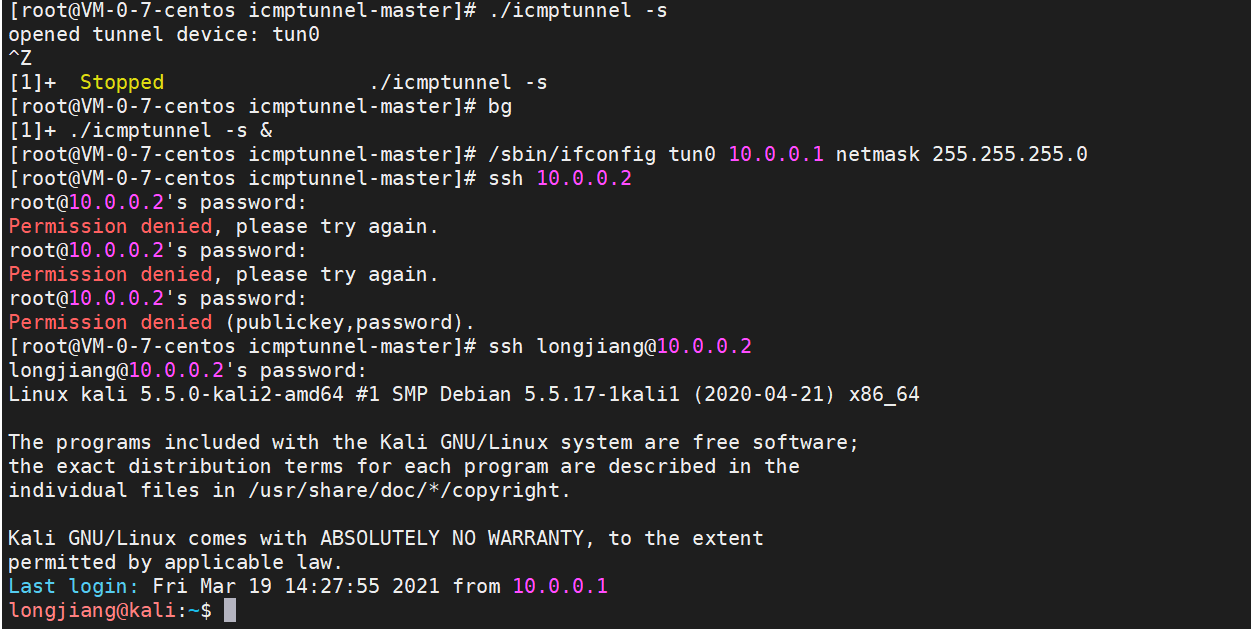 [root@VM-0-7-centos icmptunnel-master]# ./icmptunnel -s
opened tunnel device: tun0
^Z
[1]+  Stopped                 ./icmptunnel -s
[root@VM-0-7-centos icmptunnel-master]# bg
[1]+ ./icmptunnel -s &
[root@VM-0-7-centos icmptunnel-master]# /sbin/ifconfig tun0 10.0.0.1 netmask 255.255.255.0
[root@VM-0-7-centos icmptunnel-master]# ssh 10.0.0.2
root@10.0.0.2's password:
Permission denied, please try again.
root@10.0.0.2's password:
Permission denied, please try again.
root@10.0.0.2's password:
Permission denied (publickey,password).
[root@VM-0-7-centos icmptunnel-master]# ssh longjiang@10.0.0.2
longjiang@10.0.0.2's password:
Linux kali 5.5.0-kali2-amd64 #1 SMP Debian 5.5.17-1kali1 (2020-04-21) x86_64

The programs included with the Kali GNU/Linux system are free software;
the exact distribution terms for each program are described in the
individual files in /usr/share/doc/*/copyright.

Kali GNU/Linux comes with ABSOLUTELY NO WARRANTY, to the extent
permitted by applicable law.
Last login: Fri Mar 19 14:27:55 2021 from 10.0.0.1
longjiang@kali:~$